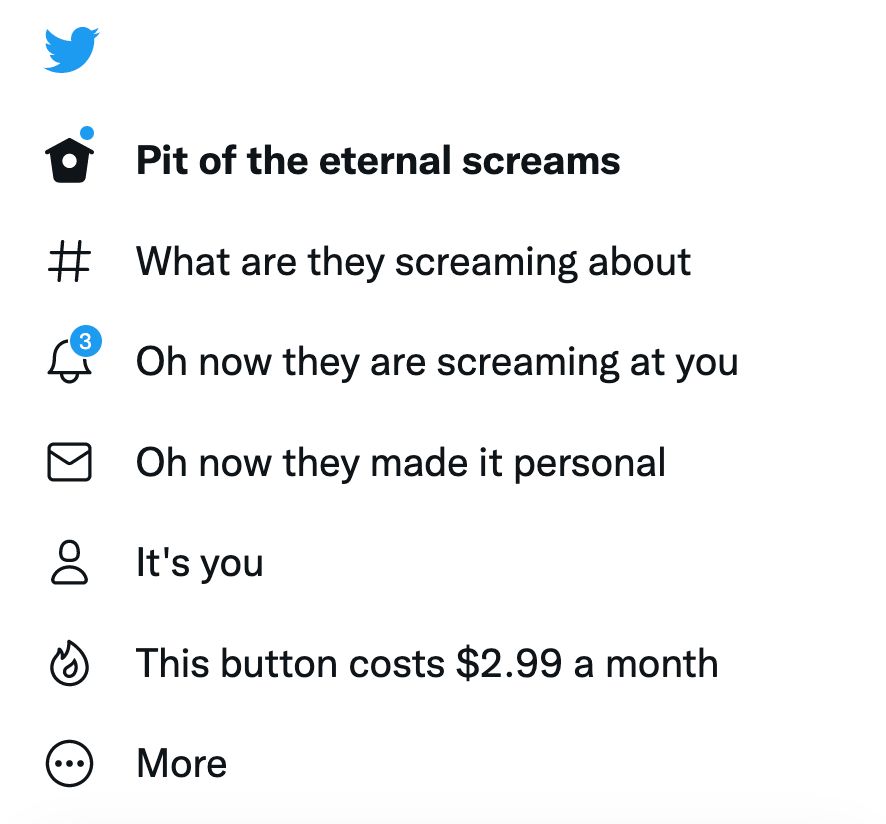 Pit of the eternal screams
#
What are they screaming about
3
Oh now they are screaming at you
Oh now they made it personal
It's you
This button costs $2.99 a month
More